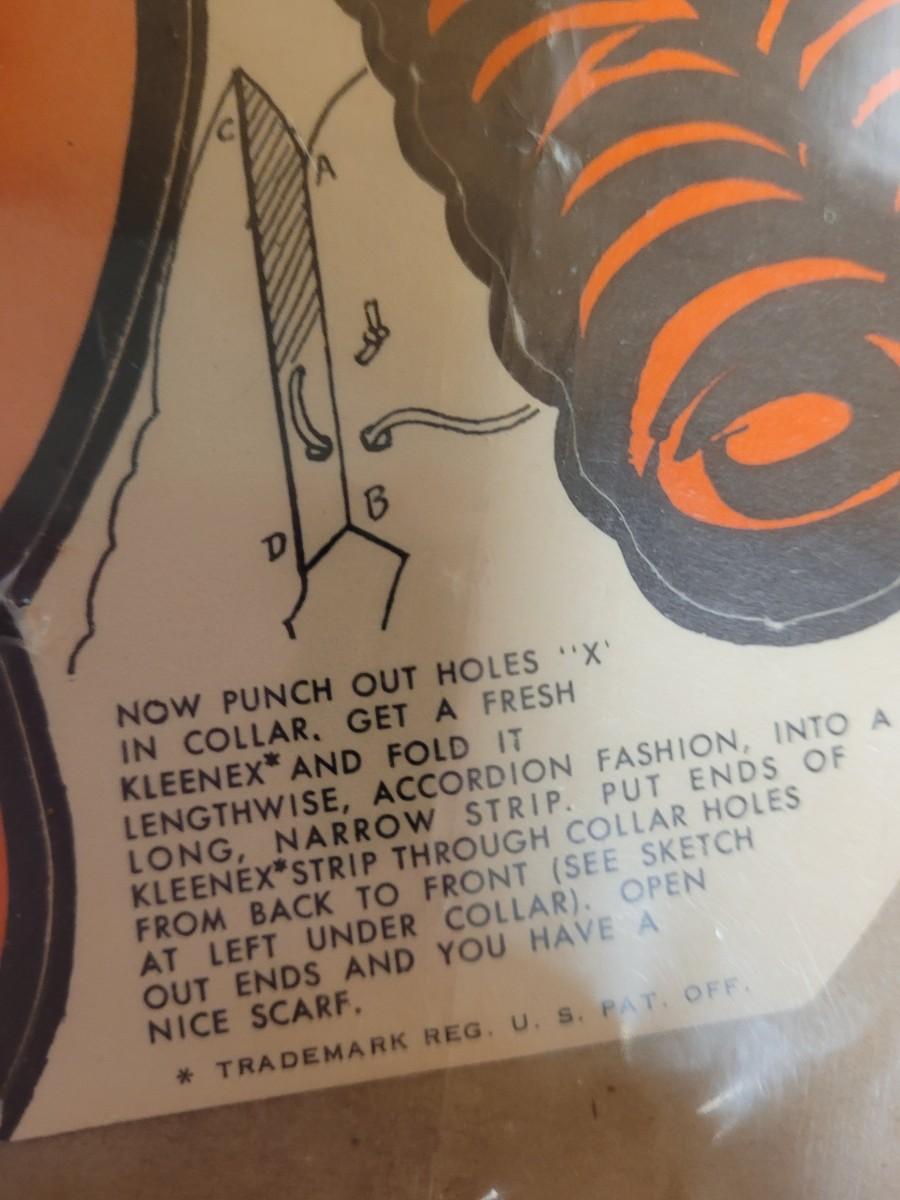 C
A
B
D
NOW PUNCH OUT HOLES "X'
IN COLLAR. GET A FRESH
KLEENEX* AND FOLD IT
LENGTHWISE, ACCORDION FASHION, INTO A
LONG, NARROW STRIP. PUT ENDS OF
KLEENEX* STRIP THROUGH COLLAR HOLES
FROM BACK TO FRONT (SEE SKETCH
AT LEFT UNDER COLLAR). OPEN
OUT ENDS AND YOU HAVE A
NICE SCARF.
* TRADEMARK REG. U. S. PAT. OFF.